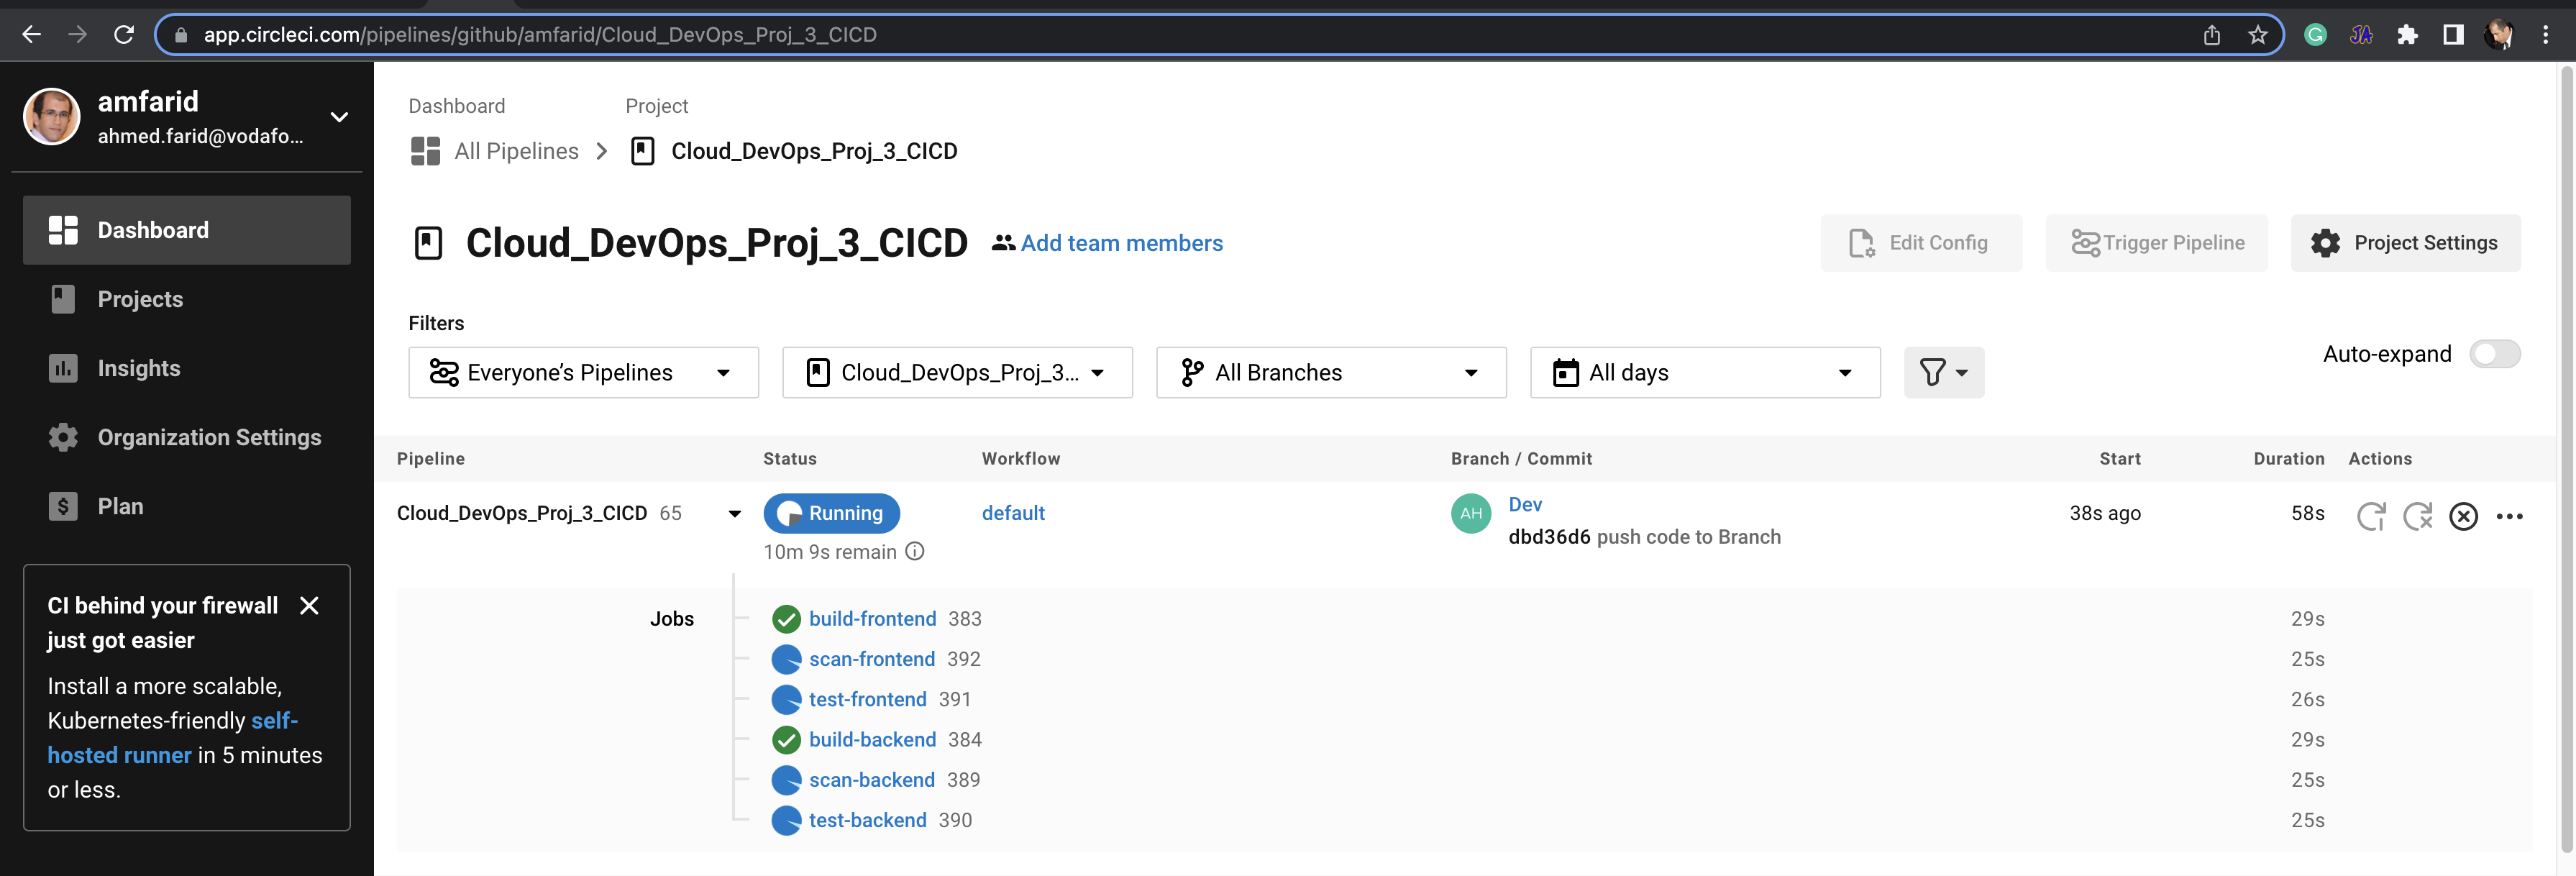 app.circleci.com/pipelines/github/amfarid/Cloud_DevOps_Proj_3_CICD
amfarid
ahmed.farid@vodafo...
Dashboard
Projects
Insights
Organization Settings
Plan
CI behind your firewall
just got easier
Install a more scalable,
Kubernetes-friendly self-
hosted runner in 5 minutes
or less.
Dashboard Project
All Pipelines Cloud_DevOps_Proj_3_CICD
Cloud_DevOps_Proj_3_CICD Add team members
Edit Config Trigger Pipeline Project Settings
Filters
Everyone’s Pipelines Cloud_DevOps_Proj_3... All Branches All days
Auto-expand
Pipeline Status Workflow Branch / Commit Start Duration Actions
Cloud_DevOps_Proj_3_CICD 65 Running default AH Dev 38s ago 58s
10m 9s remain dbd36d6 push code to Branch
Jobs build-frontend 383 29s
scan-frontend 392 25s
test-frontend 391 26s
build-backend 384 29s
scan-backend 389 25s
test-backend 390 25s